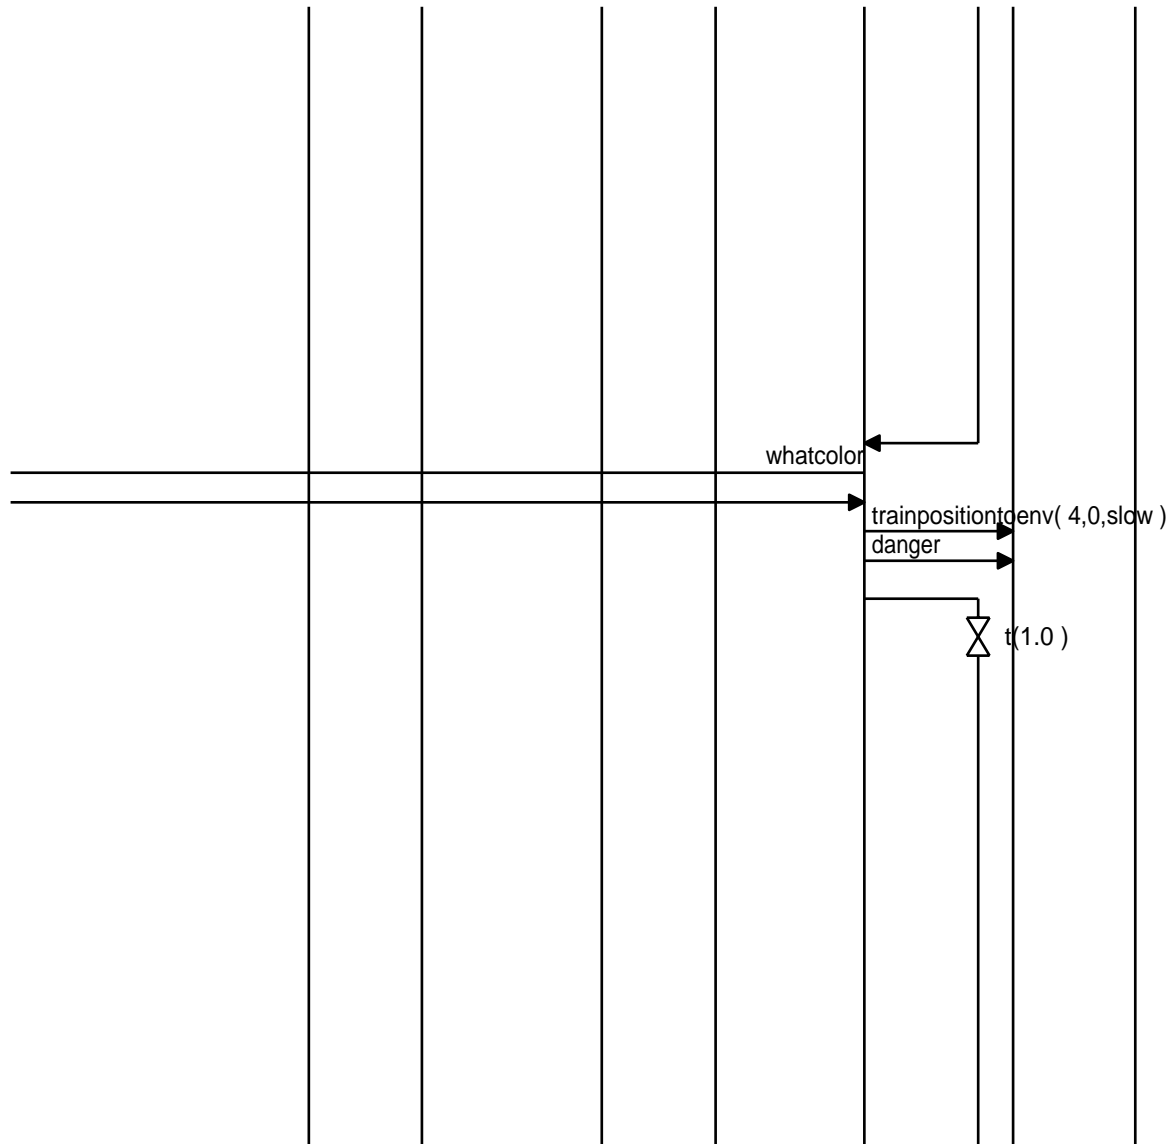 whatcolor
trainpositiontoenv( 4,0,slow )
danger
t(1.0 )